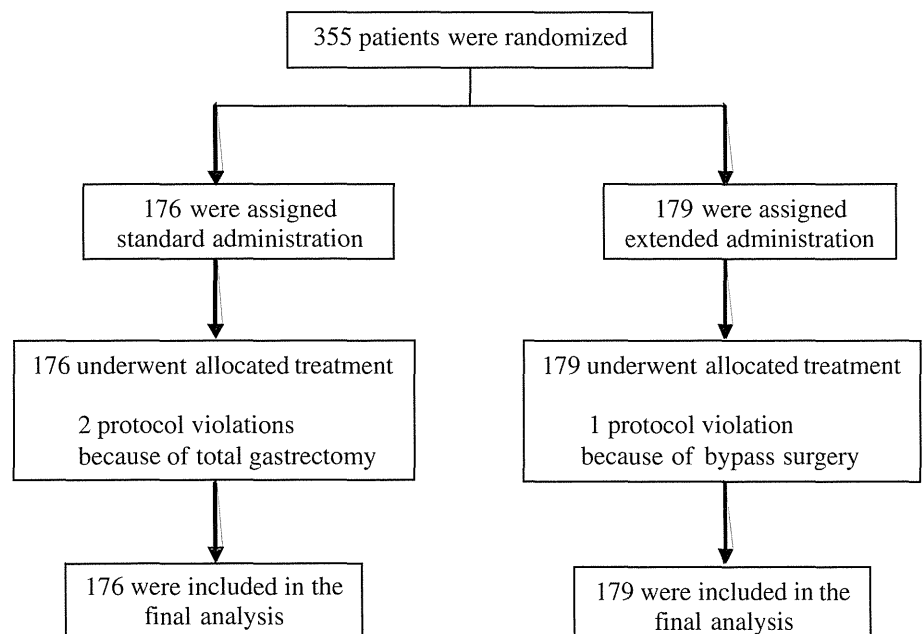 355 patients were randomized
176 were assigned
standard administration
179 were assigned
extended administration
176 underwent allocated treatment
2 protocol violations
because of total gastrectomy
179 underwent allocated treatment
1 protocol violation
because of bypass surgery
176 were included in the
final analysis
179 were included in the
final analysis